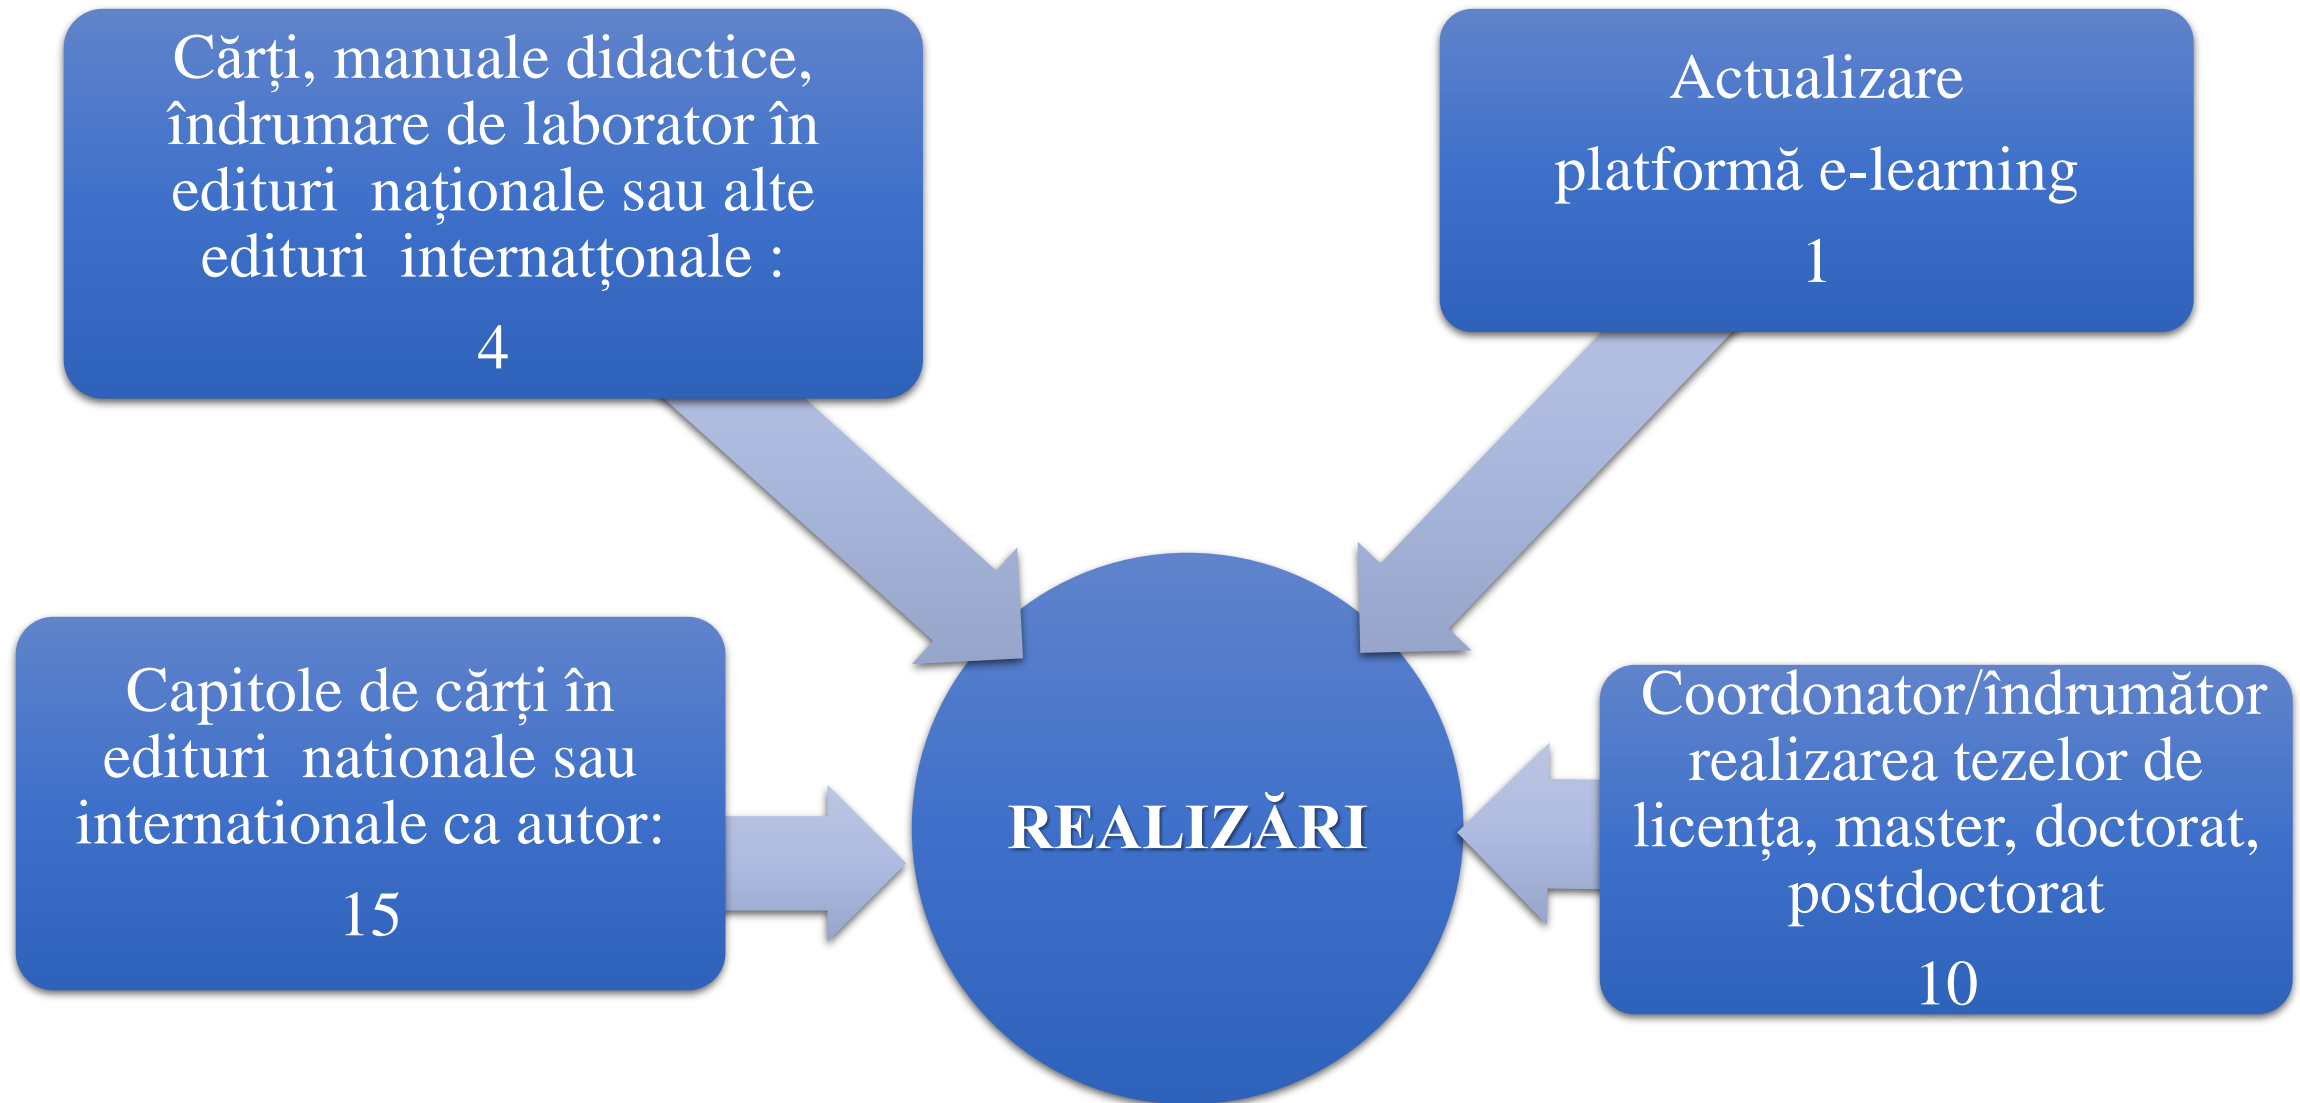 Cărți, manuale didactice,
îndrumare de laborator în
edituri naționale sau alte
edituri internațțonale :
4
Actualizare
platformă e-learning
1
Capitole de cărți în
edituri nationale sau
internationale ca autor:
15
REALIZĂRI
Coordonator/îndrumător
realizarea tezelor de
licența, master, doctorat,
postdoctorat
10